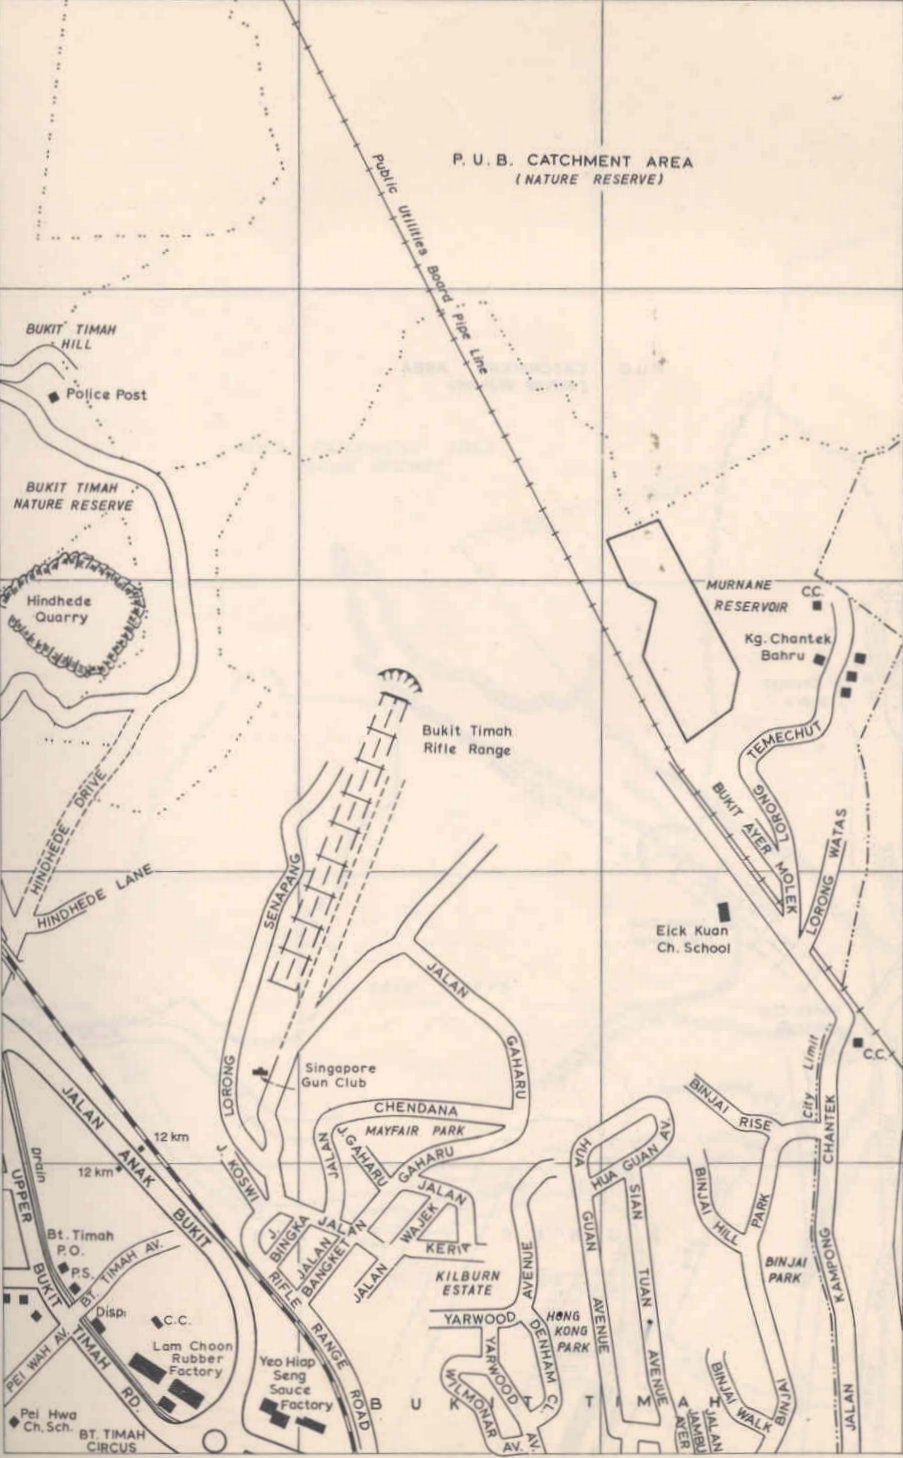 P. U. B. CATCHMENT AREA
(NATURE RESERVE)
Public Utilities Board Pipe Line
BUKIT TIMAH
HILL
Police Post
BUKIT TIMAH
NATURE RESERVE
Hindhede
Quarry
MURNANE
RESERVOIR
C.C.
Kg. Chantek
Bahru
TEMECHUT
LORONG
Bukit Timah
Rifle Range
HINDHEDE DRIVE
HINDHEDE LANE
BUKIT AYER MOLEK
LORONG WATAS
SENAPANG
LORONG
Eick Kuan
Ch. School
JALAN
GAHARU
Singapore
Gun Club
City Limit
C.C.
CHENDANA
MAYFAIR PARK
JALAN
J. GAHARU
GAHARU
BINJAI RISE
JALAN ANAK BUKIT
12 km
12 km
Drain
J. KOSWI
HUA GUAN AV.
HUA GUAN AVENUE
SIAN TUAN AVENUE
BINJAI HILL
PARK
BINJAI
PARK
KAMPONG
CHANTEK
JALAN
UPPER BUKIT TIMAH RD.
Bt. Timah
P.O.
P.S.
BT. TIMAH AV.
J.
BINGKA
JALAN
JALAN
BANGKET
JALAN
WAJEK
JALAN
KERIA
KILBURN
ESTATE
AVENUE
YARWOOD
HONG
KONG
PARK
DENHAM CL.
YARWOOD
AV.
WILMONAR
AV.
RIFLE RANGE ROAD
Disp:
C.C.
Lam Choon
Rubber
Factory
Yeo Hiap
Seng
Sauce
Factory
PEI WAH AV.
Pei Hwa
Ch. Sch.
BT. TIMAH
CIRCUS
BUKIT TIMAH
BINJAI WALK
BINJAI
JALAN
JAMBU
AYER